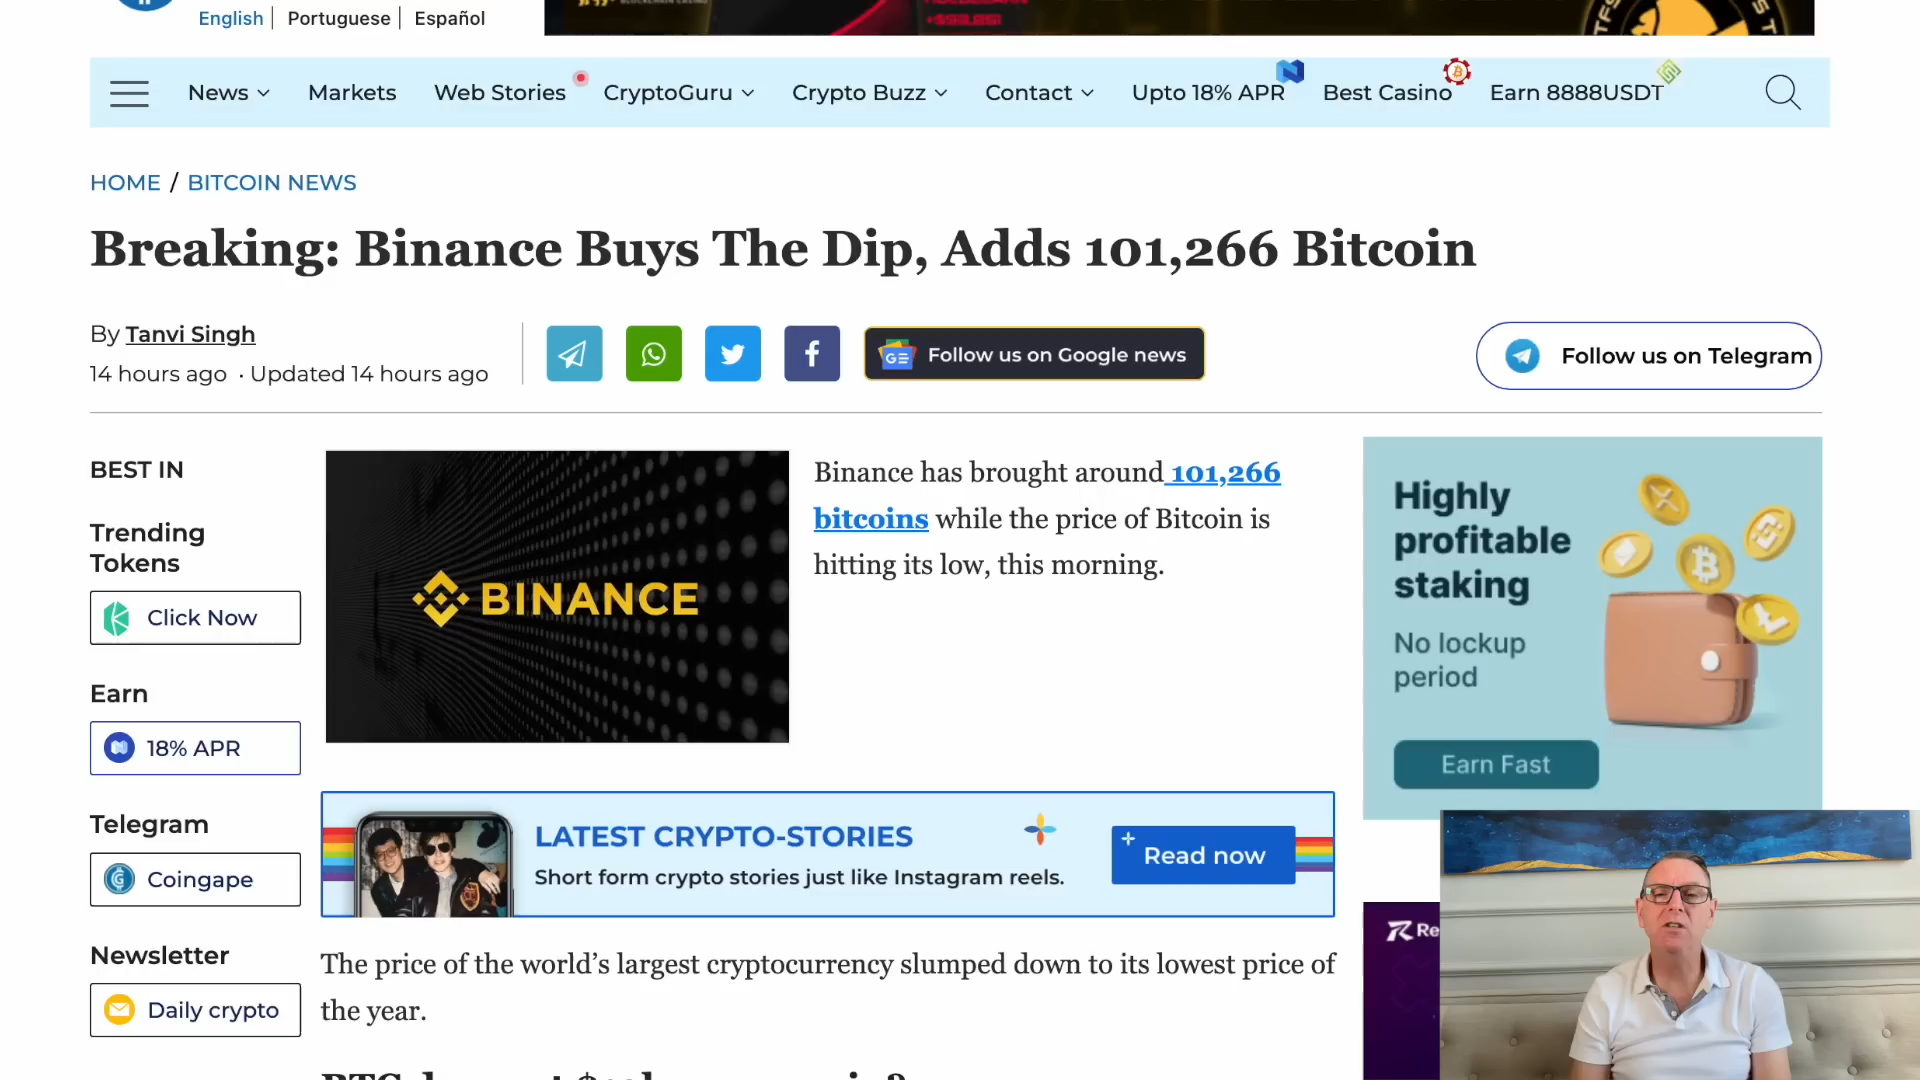 BLOCKCHAIN CASINO
+$93,851
English | Portuguese | Español
News Markets Web Stories CryptoGuru Crypto Buzz Contact Upto 18% APR Best Casino Earn 8888USDT
HOME / BITCOIN NEWS
Breaking: Binance Buys The Dip, Adds 101,266 Bitcoin
By Tanvi Singh
14 hours ago · Updated 14 hours ago
Follow us on Google news
Follow us on Telegram
BEST IN
Trending
Tokens
Click Now
Earn
18% APR
Telegram
Coingape
Newsletter
Daily crypto
BINANCE
Binance has brought around 101,266
bitcoins while the price of Bitcoin is
hitting its low, this morning.
LATEST CRYPTO-STORIES
Short form crypto stories just like Instagram reels.
Read now
The price of the world’s largest cryptocurrency slumped down to its lowest price of
the year.
Highly
profitable
staking
No lockup
period
Earn Fast
Re